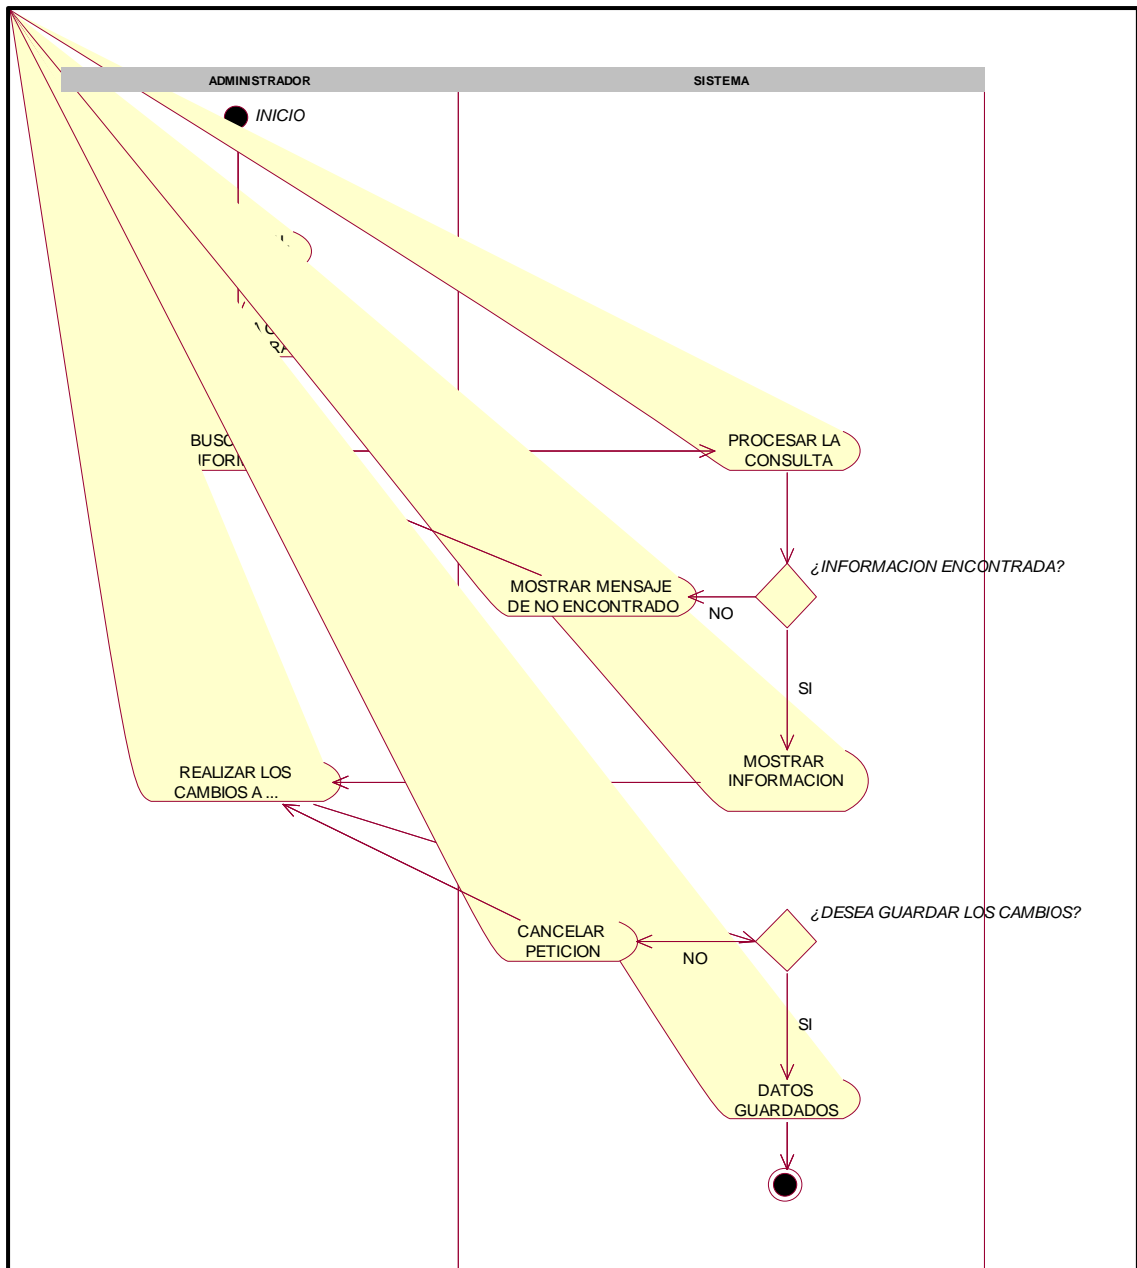 ADMINISTRADOR
SISTEMA
INICIO
PROCESAR LA
CONSULTA
¿INFORMACION ENCONTRADA?
MOSTRAR MENSAJE
DE NO ENCONTRADO
NO
SI
MOSTRAR
INFORMACION
REALIZAR LOS
CAMBIOS A ...
¿DESEA GUARDAR LOS CAMBIOS?
CANCELAR
PETICION
NO
SI
DATOS
GUARDADOS